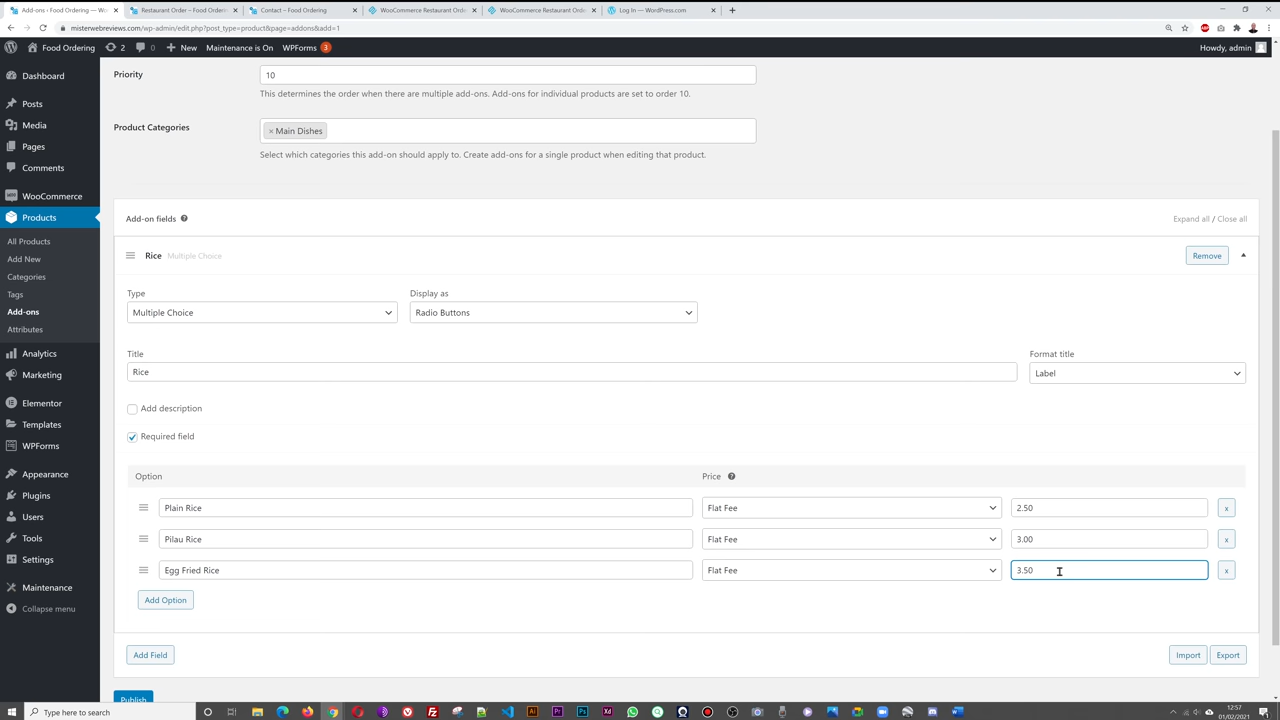 Add-ons ‹ Food Ordering — W
Restaurant Order – Food Ordering
Contact – Food Ordering
WooCommerce Restaurant Orde
WooCommerce Restaurant Orde
Log In — WordPress.com
misterwebreviews.com/wp-admin/edit.php?post_type=product&page=addons&add=1
Food Ordering
2
0
New
Maintenance is On
WPForms
3
Howdy, admin
Dashboard
Posts
Media
Pages
Comments
WooCommerce
Products
All Products
Add New
Categories
Tags
Add-ons
Attributes
Analytics
Marketing
Elementor
Templates
WPForms
Appearance
Plugins
Users
Tools
Settings
Maintenance
Collapse menu
Priority
10
This determines the order when there are multiple add-ons. Add-ons for individual products are set to order 10.
Product Categories
× Main Dishes
Select which categories this add-on should apply to. Create add-ons for a single product when editing that product.
Add-on fields
Expand all / Close all
Rice Multiple Choice
Remove
Type
Display as
Multiple Choice
Radio Buttons
Title
Format title
Rice
Label
Add description
Required field
Option
Price
Plain Rice
Flat Fee
2.50
x
Pilau Rice
Flat Fee
3.00
x
Egg Fried Rice
Flat Fee
3.50
x
Add Option
Add Field
Import
Export
Publish
Type here to search
12:57
01/02/2021